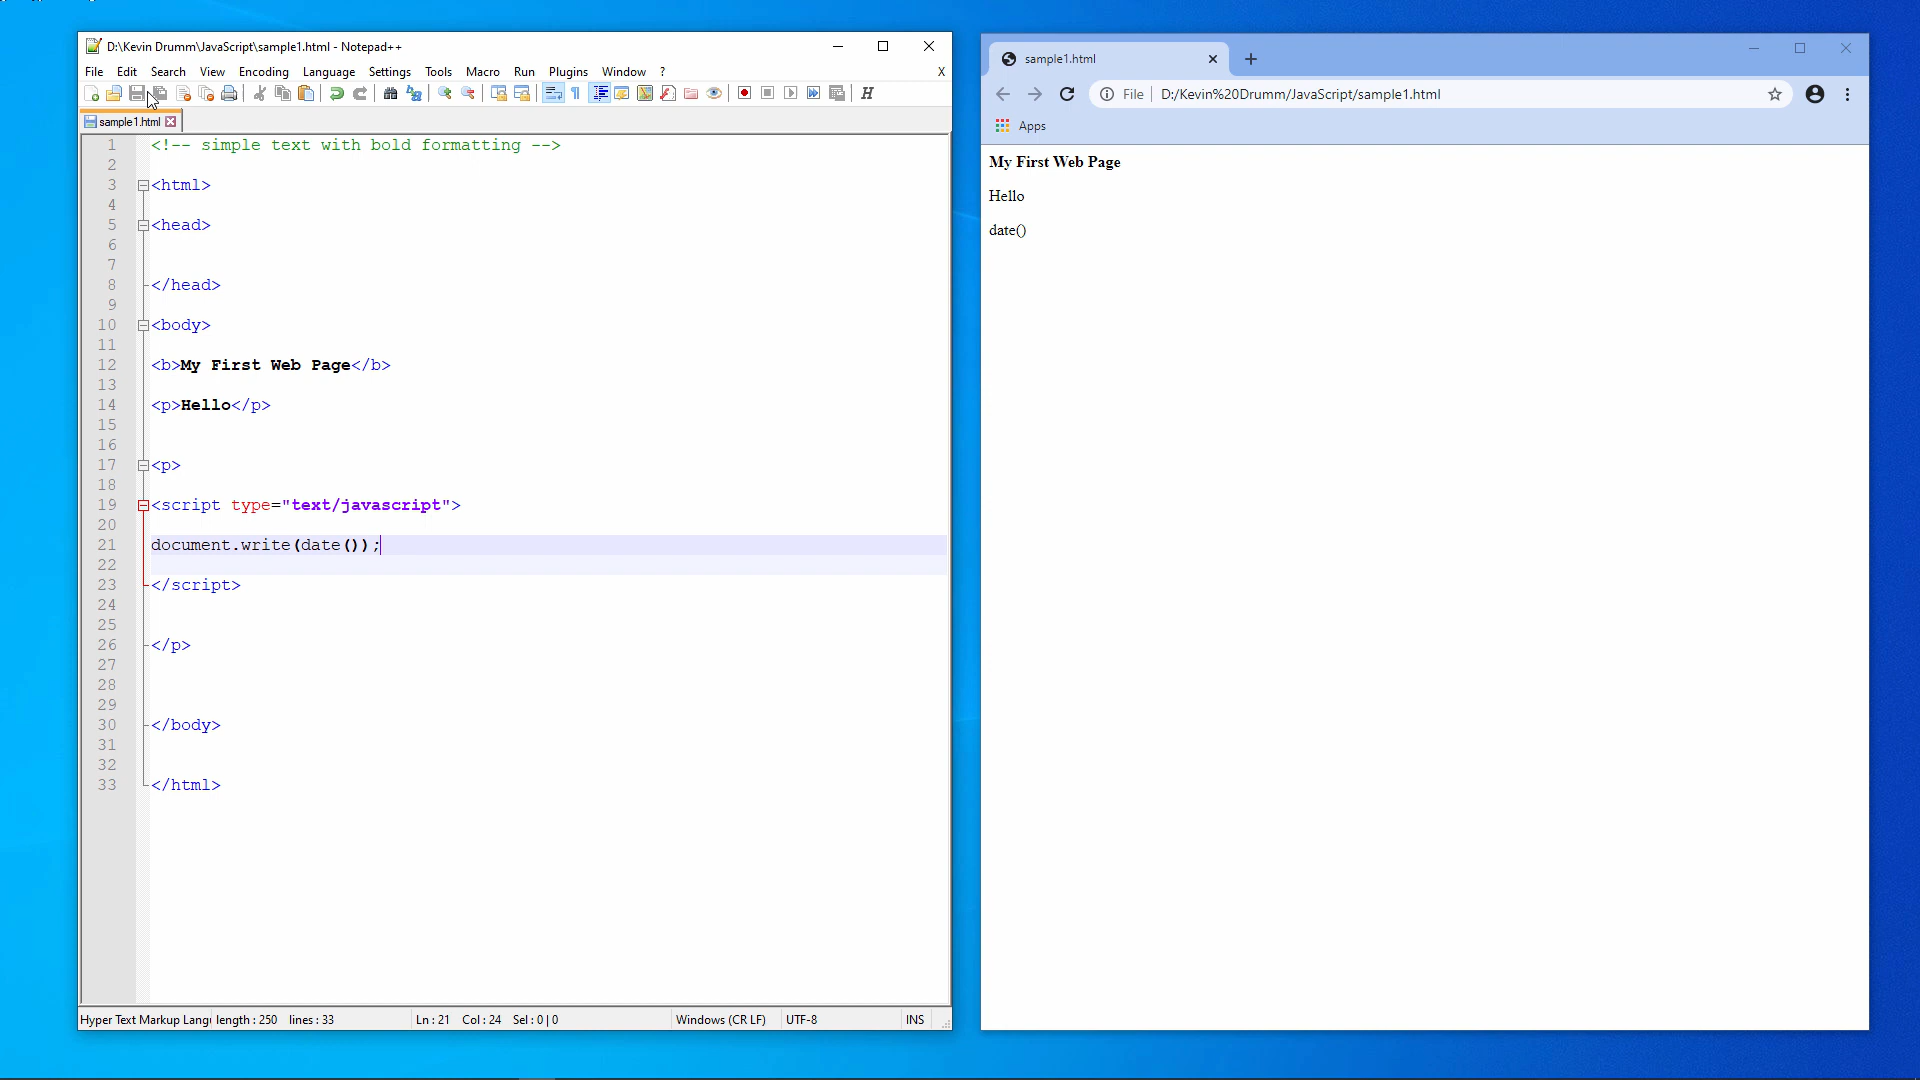 D:\Kevin Drumm\JavaScript\sample1.html - Notepad++
File Edit Search View Encoding Language Settings Tools Macro Run Plugins Window ? X
H
sample1.html
1 <!-- simple text with bold formatting -->
2
3 <html>
4
5 <head>
6
7
8 </head>
9
10 <body>
11
12 <b>My First Web Page</b>
13
14 <p>Hello</p>
15
16
17 <p>
18
19 <script type="text/javascript">
20
21 document.write(date());
22
23 </script>
24
25
26 </p>
27
28
29
30 </body>
31
32
33 </html>
Hyper Text Markup Lang length : 250 lines : 33 Ln : 21 Col : 24 Sel : 0 | 0 Windows (CR LF) UTF-8 INS
sample1.html
File D:/Kevin%20Drumm/JavaScript/sample1.html
Apps
My First Web Page
Hello
date()